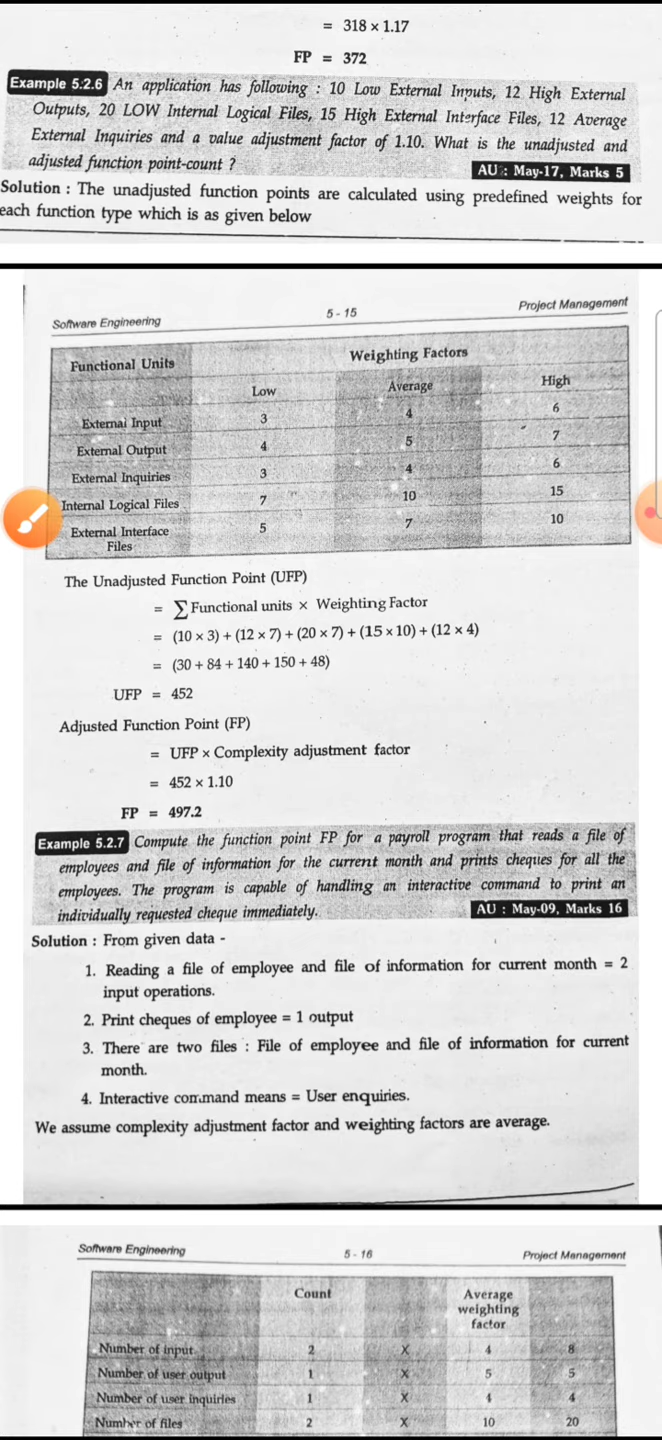 = 318 × 1.17
FP = 372
Example 5.2.6 An application has following : 10 Low External Inputs, 12 High External
Outputs, 20 LOW Internal Logical Files, 15 High External Interface Files, 12 Average
External Inquiries and a value adjustment factor of 1.10. What is the unadjusted and
adjusted function point-count ?
AU : May-17, Marks 5
Solution : The unadjusted function points are calculated using predefined weights for
each function type which is as given below
Software Engineering 5 - 15 Project Management
Functional Units Weighting Factors
Low Average High
External Input 3 4 6
External Output 4 5 7
External Inquiries 3 4 6
Internal Logical Files 7 10 15
External Interface 5 7 10
Files
The Unadjusted Function Point (UFP)
= ∑ Functional units × Weighting Factor
= (10 × 3) + (12 × 7) + (20 × 7) + (15 × 10) + (12 × 4)
= (30 + 84 + 140 + 150 + 48)
UFP = 452
Adjusted Function Point (FP)
= UFP × Complexity adjustment factor
= 452 × 1.10
FP = 497.2
Example 5.2.7 Compute the function point FP for a payroll program that reads a file of
employees and file of information for the current month and prints cheques for all the
employees. The program is capable of handling an interactive command to print an
individually requested cheque immediately.
AU : May-09, Marks 16
Solution : From given data -
1. Reading a file of employee and file of information for current month = 2
input operations.
2. Print cheques of employee = 1 output
3. There are two files : File of employee and file of information for current
month.
4. Interactive command means = User enquiries.
We assume complexity adjustment factor and weighting factors are average.
Software Engineering 5 - 16 Project Management
Count Average
weighting
factor
Number of input 2 X 4 8
Number of user output 1 X 5 5
Number of user inquiries 1 X 4 4
Number of files 2 X 10 20